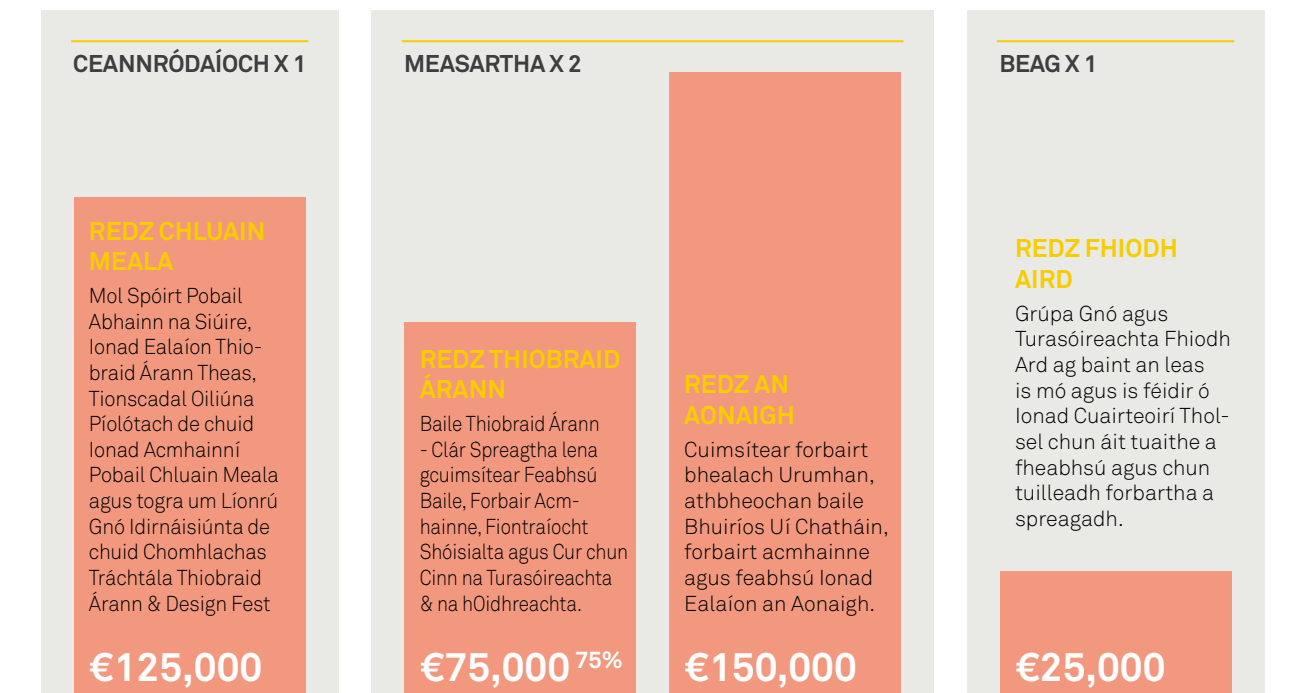 CEANNRÓDAÍOCH X 1
REDZ CHLUAIN
MEALA
Mol Spóirt Pobail
Abhainn na Siúire,
Ionad Ealaíon Thio-
braid Árann Theas,
Tionscadal Oiliúna
Píolótach de chuid
Ionad Acmhainní
Pobail Chluain Meala
agus togra um Líonrú
Gnó Idirnáisiúnta de
chuid Chomhlachas
Tráchtála Thiobraid
Árann & Design Fest
€125,000
MEASARTHA X 2
REDZ THIOBRAID
ÁRANN
Baile Thiobraid Árann
- Clár Spreagtha lena
gcuimsítear Feabhsú
Baile, Forbair Acm-
hainne, Fiontraíocht
Shóisialta agus Cur chun
Cinn na Turasóireachta
& na hOidhreachta.
€75,000 75%
REDZ AN
AONAIGH
Cuimsítear forbairt
bhealach Urumhan,
athbheochan baile
Bhuiríos Uí Chatháin,
forbairt acmhainne
agus feabhsú Ionad
Ealaíon an Aonaigh.
€150,000
BEAG X 1
REDZ FHIODH
AIRD
Grúpa Gnó agus
Turasóireachta Fhiodh
Ard ag baint an leas
is mó agus is féidir ó
Ionad Cuairteoirí Thol-
sel chun áit tuaithe a
fheabhsú agus chun
tuilleadh forbartha a
spreagadh.
€25,000